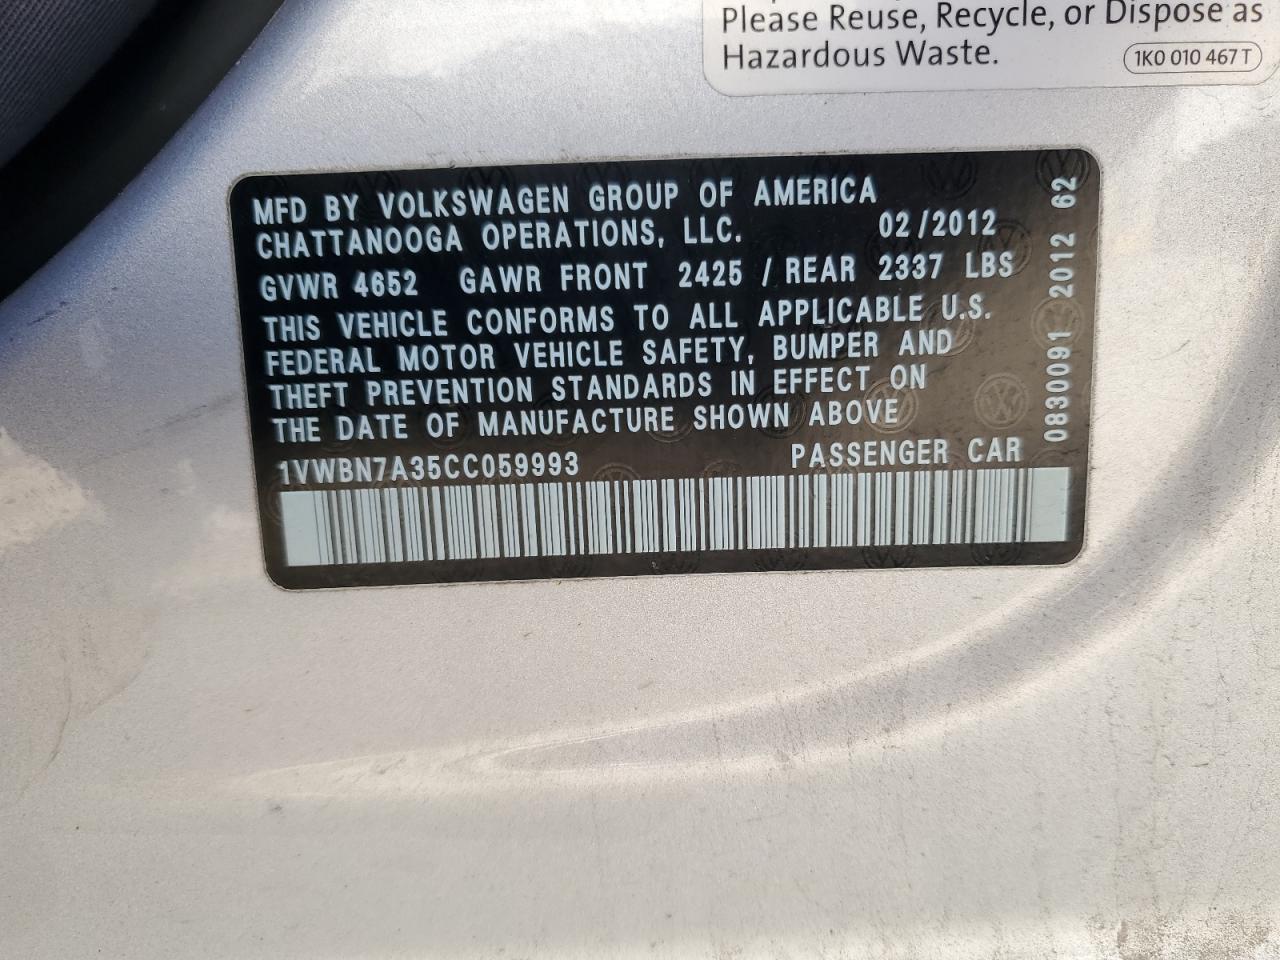 Please Reuse, Recycle, or Dispose as
Hazardous Waste.
1K0 010 467 T
MFD BY VOLKSWAGEN GROUP OF AMERICA
CHATTANOOGA OPERATIONS, LLC. 02/2012
GVWR 4652 GAWR FRONT 2425 / REAR 2337 LBS
THIS VEHICLE CONFORMS TO ALL APPLICABLE U.S.
FEDERAL MOTOR VEHICLE SAFETY, BUMPER AND
THEFT PREVENTION STANDARDS IN EFFECT ON
THE DATE OF MANUFACTURE SHOWN ABOVE
1VWBN7A35CC059993 PASSENGER CAR
0830091 2012 62